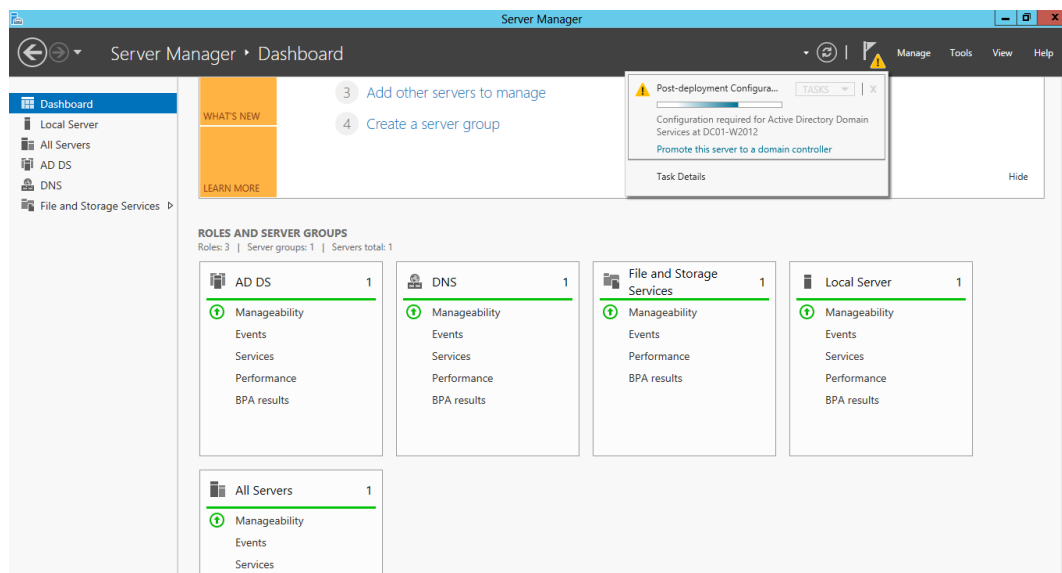 Server Manager
Server Manager • Dashboard
Manage Tools View Help
Dashboard
Local Server
All Servers
AD DS
DNS
File and Storage Services
WHAT'S NEW
LEARN MORE
3 Add other servers to manage
4 Create a server group
Post-deployment Configura...
TASKS
X
Configuration required for Active Directory Domain
Services at DC01-W2012
Promote this server to a domain controller
Task Details
Hide
ROLES AND SERVER GROUPS
Roles: 3 | Server groups: 1 | Servers total: 1
AD DS 1
Manageability
Events
Services
Performance
BPA results
DNS 1
Manageability
Events
Services
Performance
BPA results
File and Storage
Services 1
Manageability
Events
Performance
BPA results
Local Server 1
Manageability
Events
Services
Performance
BPA results
All Servers 1
Manageability
Events
Services